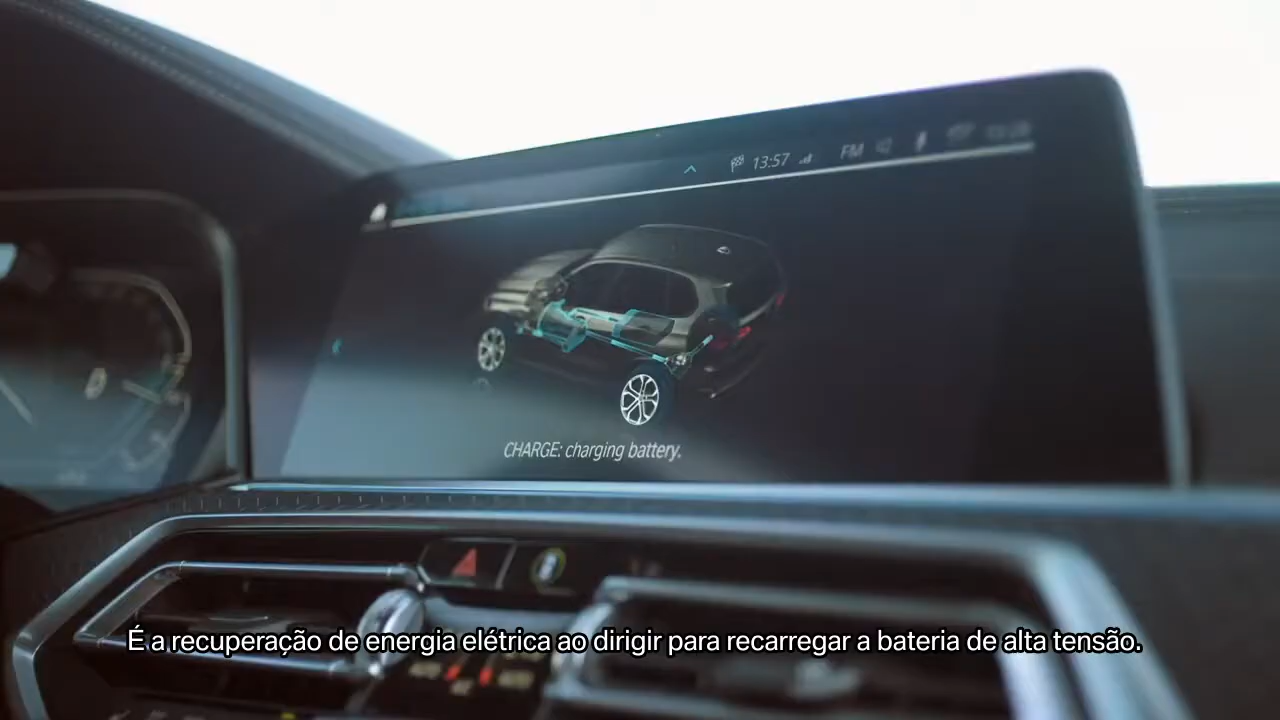 13:57
FM
CHARGE: charging battery.
É a recuperação de energia elétrica ao dirigir para recarregar a bateria de alta tensão.